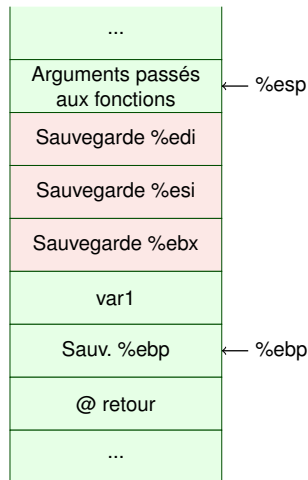 ...
Arguments passés
aux fonctions
%esp
Sauvegarde %edi
Sauvegarde %esi
Sauvegarde %ebx
var1
Sauv. %ebp
%ebp
@ retour
...